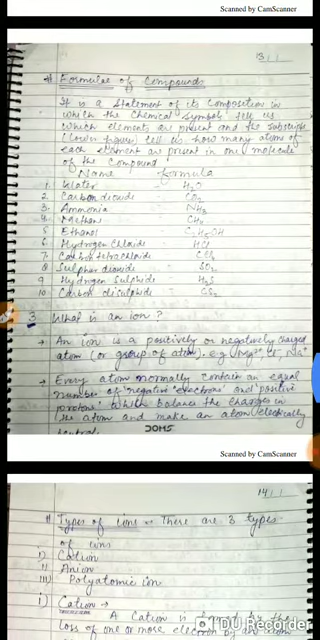 Scanned by CamScanner
13
# Formulae of Compounds
It is a statement of its composition in
which the chemical symbols tell us
which elements are present and the subscript
(lower figure) tell us how many atoms of
each element are present in one molecule
of the compound
Name formula
1. Water H₂O
2. Carbon dioxide CO₂
3. Ammonia NH₃
4. Methane CH₄
5 Ethanol C₂H₅OH
6 Hydrogen Chloride HCl
7 Carbon tetrachloride CCl₄
8 Sulphur dioxide SO₂
9 Hydrogen Sulphide H₂S
10 Carbon disulphide CS₂
3 What is an ion ?
→ An ion is a positively or negatively charged
atom (or group of atom). e.g
→ Every atom normally contain an equal
number of 'negative' electrons' and 'positive
protons' which balance the charges in
the atom and make an atom electrically
neutral
JOMS
Scanned by CamScanner
14
# Types of ions → There are 3 types
of ions
i) Cation
ii) Anion
iii) Polyatomic ion
i) Cation →
A Cation is formed by the
loss of one or more electron
DU Recorder